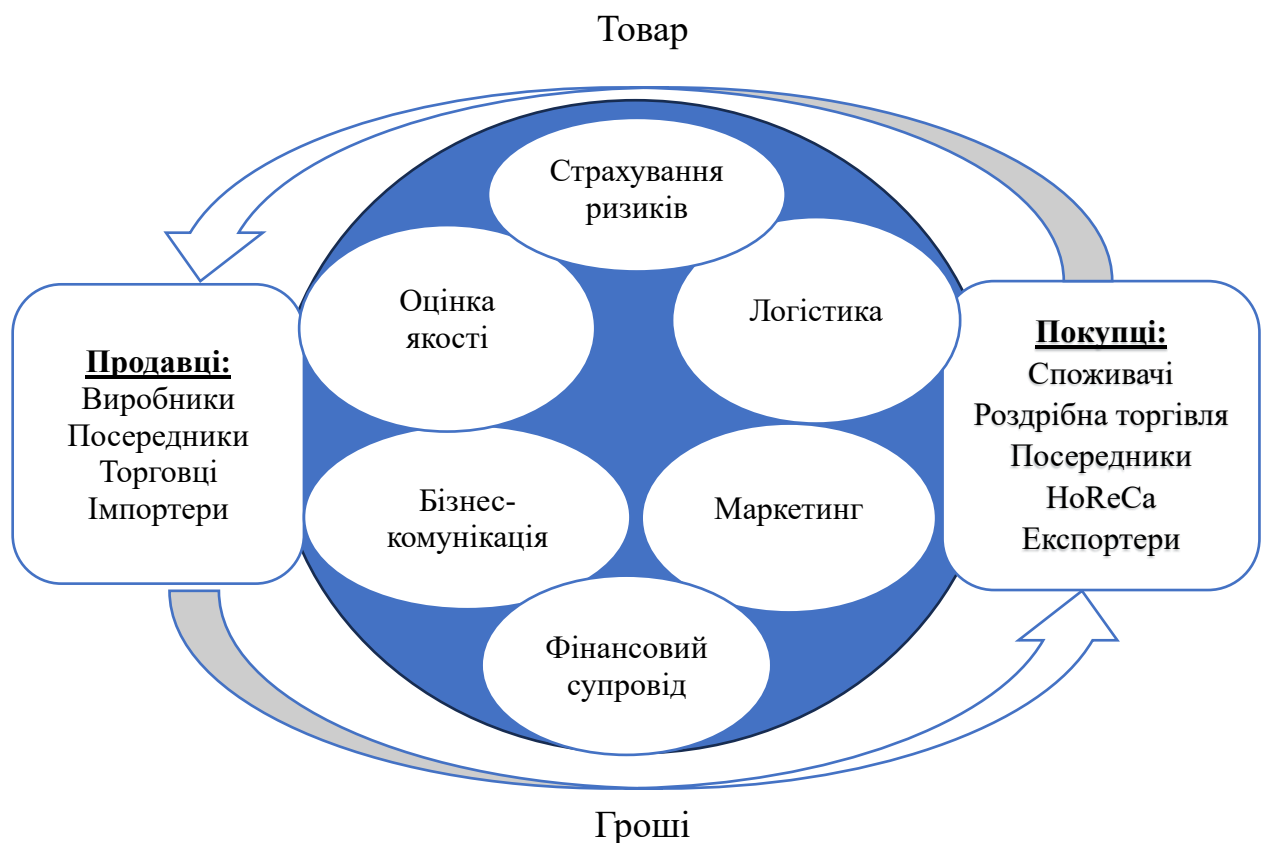 Товар
Страхування
ризиків
Оцінка
якості
Логістика
Продавці:
Виробники
Посередники
Торговці
Імпортери
Покупці:
Споживачі
Роздрібна торгівля
Посередники
HoReCa
Експортери
Бізнес-
комунікація
Маркетинг
Фінансовий
супровід
Гроші